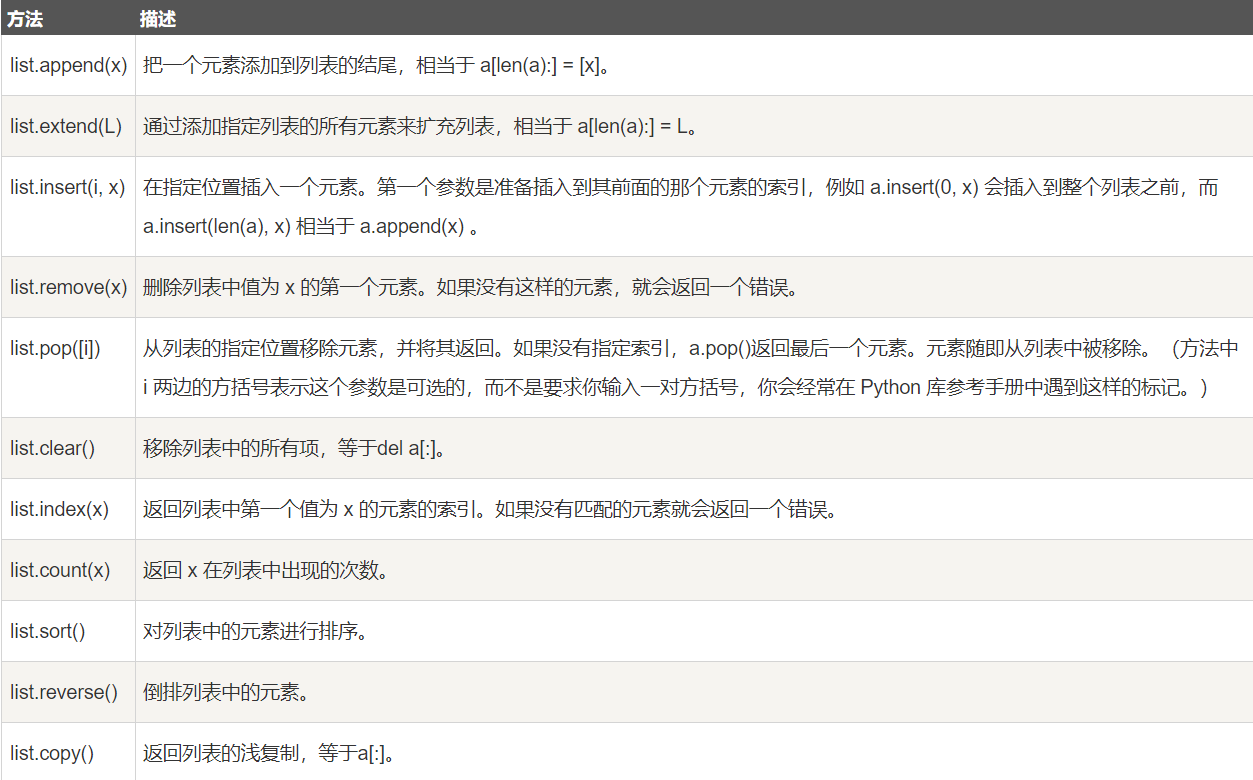 方法 描述
list.append(x) 把一个元素添加到列表的结尾，相当于 a[len(a):] = [x]。
list.extend(L) 通过添加指定列表的所有元素来扩充列表，相当于 a[len(a):] = L。
list.insert(i, x) 在指定位置插入一个元素。第一个参数是准备插入到其前面的那个元素的索引，例如 a.insert(0, x) 会插入到整个列表之前，而
a.insert(len(a), x) 相当于 a.append(x) 。
list.remove(x) 删除列表中值为 x 的第一个元素。如果没有这样的元素，就会返回一个错误。
list.pop([i]) 从列表的指定位置移除元素，并将其返回。如果没有指定索引，a.pop()返回最后一个元素。元素随即从列表中被移除。（方法中
i 两边的方括号表示这个参数是可选的，而不是要求你输入一对方括号，你会经常在 Python 库参考手册中遇到这样的标记。）
list.clear() 移除列表中的所有项，等于del a[:]。
list.index(x) 返回列表中第一个值为 x 的元素的索引。如果没有匹配的元素就会返回一个错误。
list.count(x) 返回 x 在列表中出现的次数。
list.sort() 对列表中的元素进行排序。
list.reverse() 倒排列表中的元素。
list.copy() 返回列表的浅复制，等于a[:]。